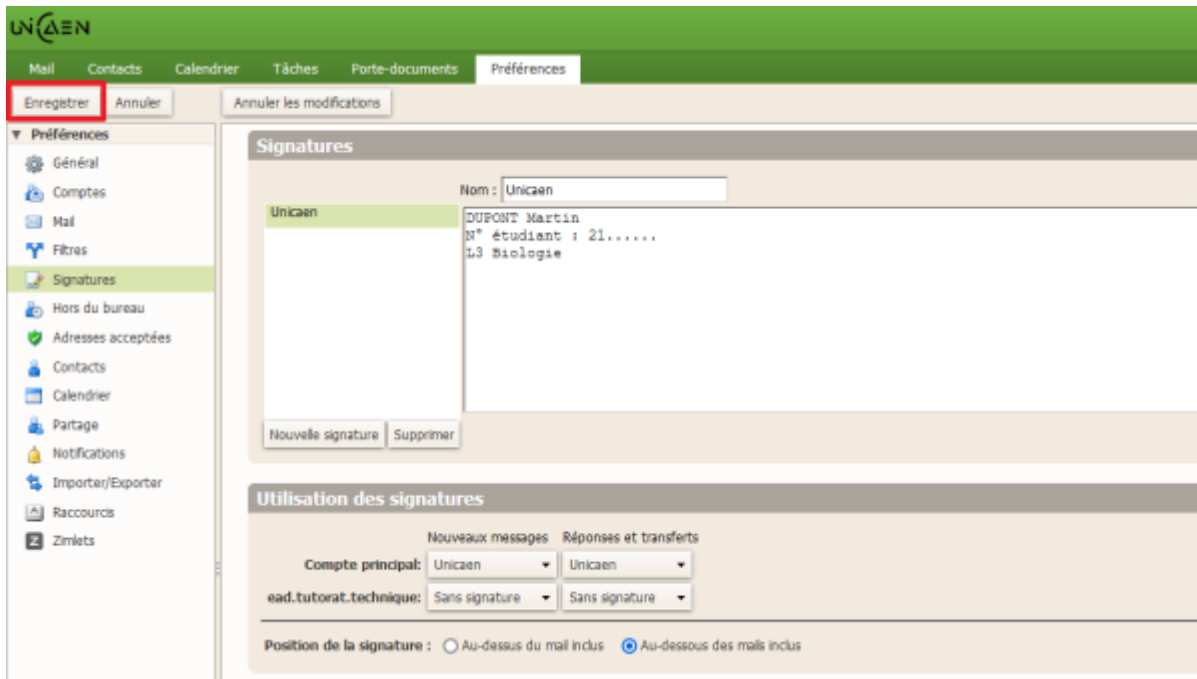 UNICAEN
Mail Contacts Calendrier Tâches Porte-documents Préférences
Enregistrer Annuler Annuler les modifications
Préférences
Général
Comptes
Mail
Filtres
Signatures
Hors du bureau
Adresses acceptées
Contacts
Calendrier
Partage
Notifications
Importer/Exporter
Raccourcis
Zimlets
Signatures
Nom : Unicaen
Unicaen
DUPONT Martin
N° étudiant : 21......
L3 Biologie
Nouvelle signature Supprimer
Utilisation des signatures
Nouveaux messages Réponses et transferts
Compte principal: Unicaen Unicaen
ead.tutorat.technique: Sans signature Sans signature
Position de la signature : Au-dessus du mail inclus Au-dessous des mails inclus